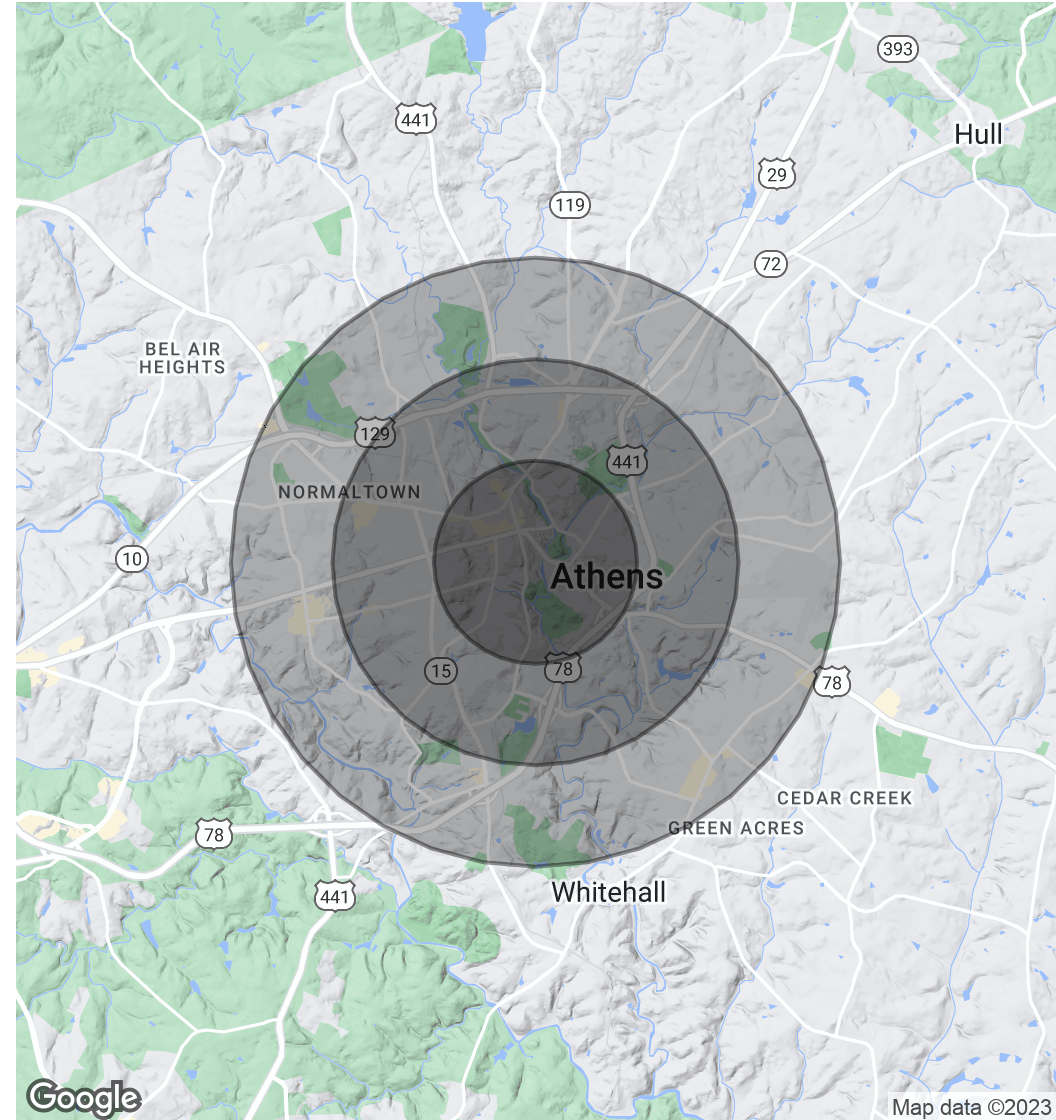 393
441
Hull
29
119
72
BEL AIR
HEIGHTS
129
441
NORMALTOWN
10
Athens
15
78
78
CEDAR CREEK
GREEN ACRES
78
Whitehall
441
Google
Map data ©2023